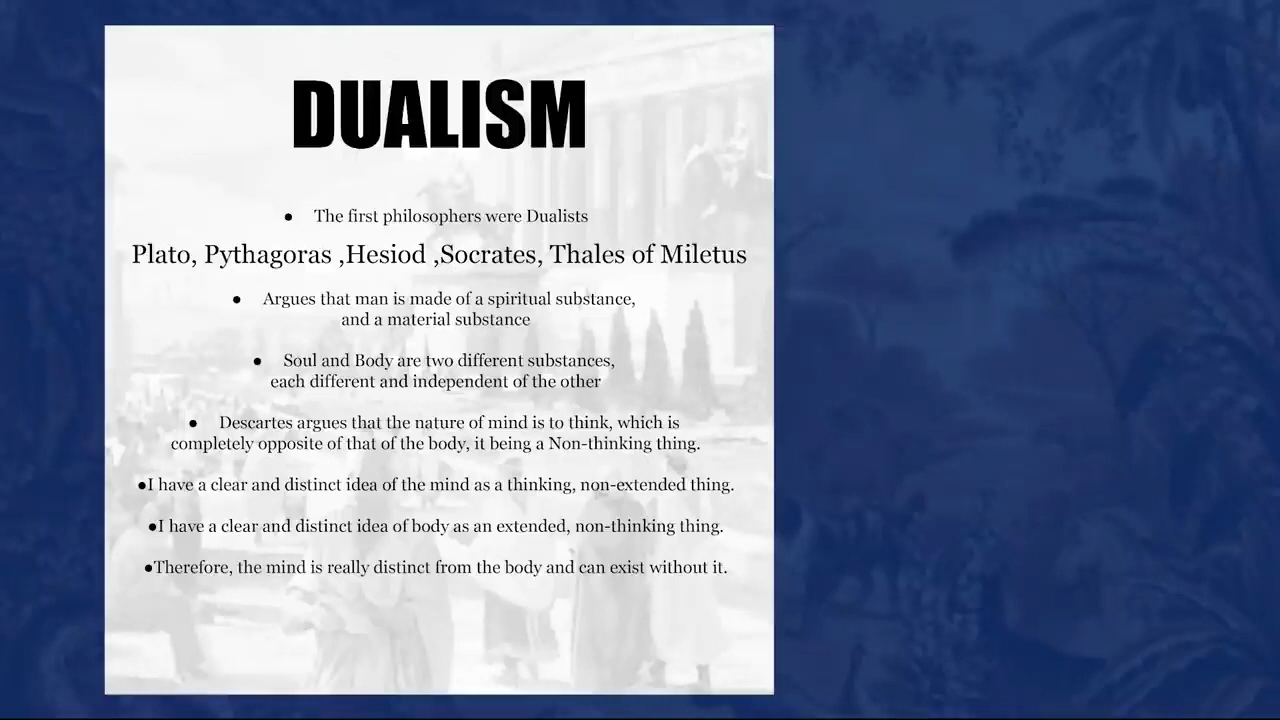 DUALISM
● The first philosophers were Dualists
Plato, Pythagoras ,Hesiod ,Socrates, Thales of Miletus
● Argues that man is made of a spiritual substance,
and a material substance
● Soul and Body are two different substances,
each different and independent of the other
● Descartes argues that the nature of mind is to think, which is
completely opposite of that of the body, it being a Non-thinking thing.
●I have a clear and distinct idea of the mind as a thinking, non-extended thing.
●I have a clear and distinct idea of body as an extended, non-thinking thing.
●Therefore, the mind is really distinct from the body and can exist without it.